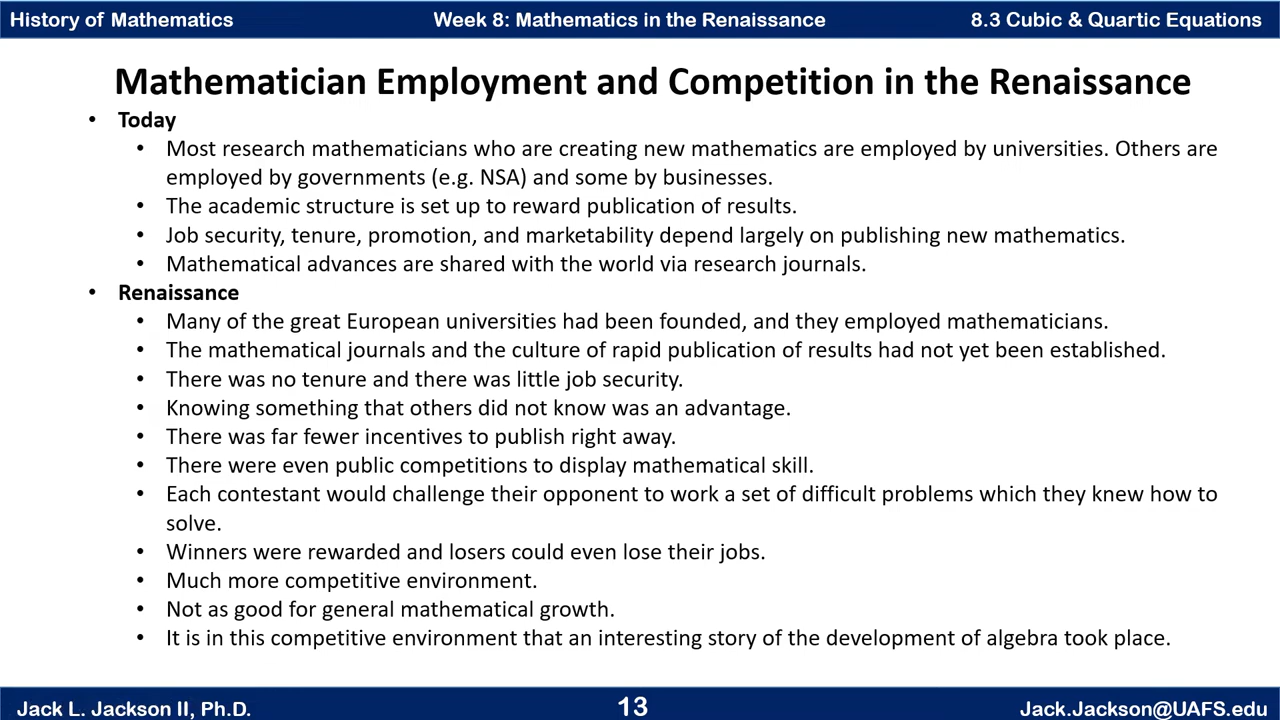 History of Mathematics
Week 8: Mathematics in the Renaissance
8.3 Cubic & Quartic Equations
Mathematician Employment and Competition in the Renaissance
• Today
• Most research mathematicians who are creating new mathematics are employed by universities. Others are
employed by governments (e.g. NSA) and some by businesses.
• The academic structure is set up to reward publication of results.
• Job security, tenure, promotion, and marketability depend largely on publishing new mathematics.
• Mathematical advances are shared with the world via research journals.
• Renaissance
• Many of the great European universities had been founded, and they employed mathematicians.
• The mathematical journals and the culture of rapid publication of results had not yet been established.
• There was no tenure and there was little job security.
• Knowing something that others did not know was an advantage.
• There was far fewer incentives to publish right away.
• There were even public competitions to display mathematical skill.
• Each contestant would challenge their opponent to work a set of difficult problems which they knew how to
solve.
• Winners were rewarded and losers could even lose their jobs.
• Much more competitive environment.
• Not as good for general mathematical growth.
• It is in this competitive environment that an interesting story of the development of algebra took place.
Jack L. Jackson II, Ph.D.
13
Jack.Jackson@UAFS.edu